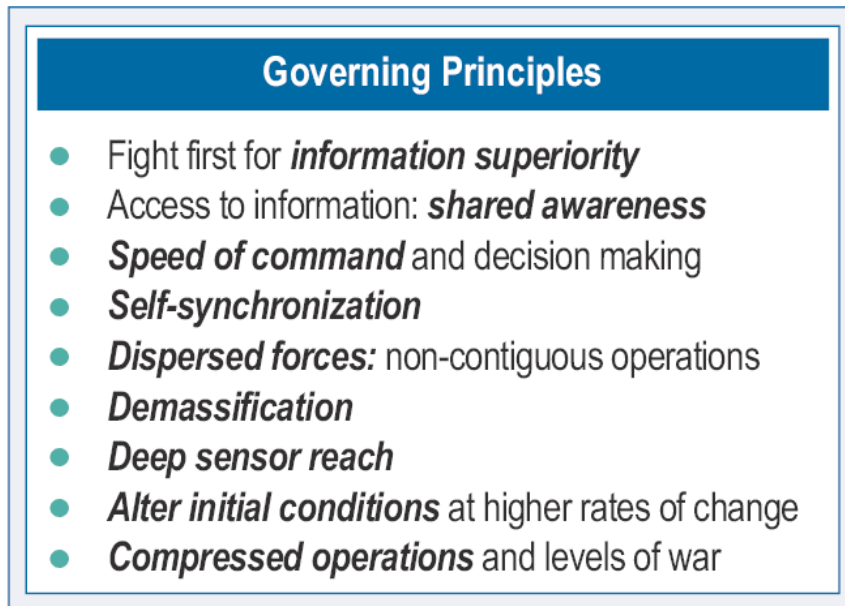 Governing Principles
Fight first for information superiority
Access to information: shared awareness
Speed of command and decision making
Self-synchronization
Dispersed forces: non-contiguous operations
Demassification
Deep sensor reach
Alter initial conditions at higher rates of change
Compressed operations and levels of war